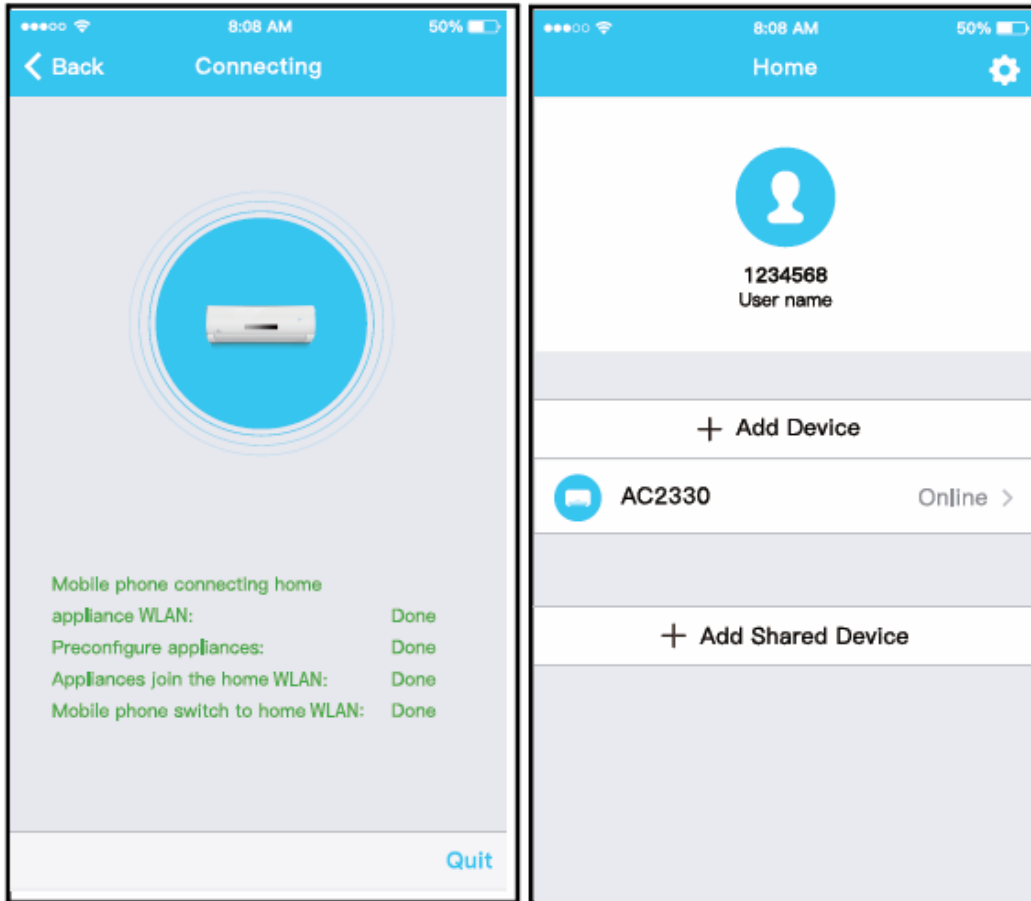 8:08 AM
50%
Back
Connecting
Mobile phone connecting home
appliance WLAN: Done
Preconfigure appliances: Done
Appliances join the home WLAN: Done
Mobile phone switch to home WLAN: Done
Quit
8:08 AM
50%
Home
1234568
User name
+ Add Device
AC2330
Online >
+ Add Shared Device